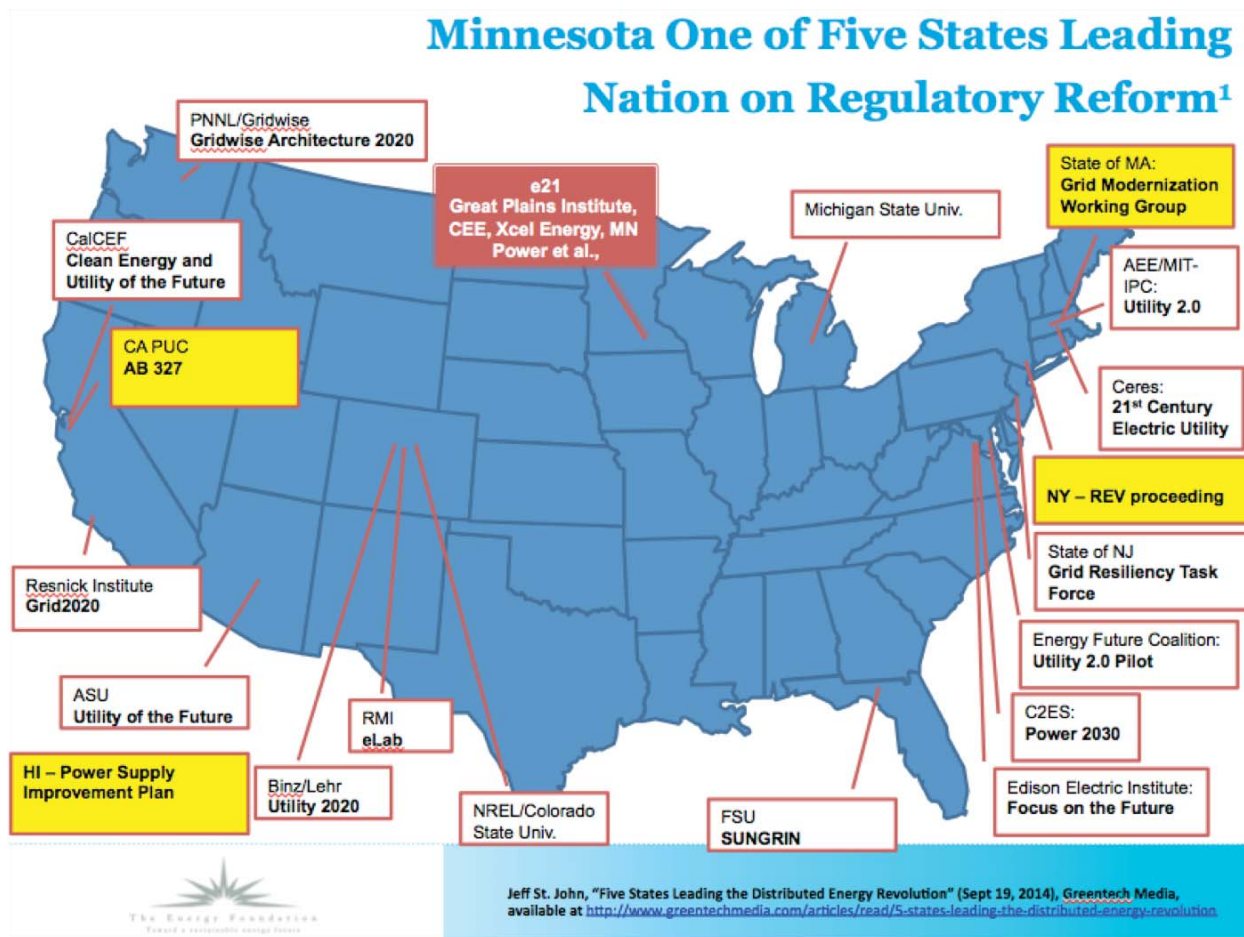 Minnesota One of Five States Leading
Nation on Regulatory Reform¹
PNNL/Gridwise
Gridwise Architecture 2020
e21
Great Plains Institute,
CEE, Xcel Energy, MN
Power et al.,
Michigan State Univ.
State of MA:
Grid Modernization
Working Group
CalCEF
Clean Energy and
Utility of the Future
AEE/MIT-
IPC:
Utility 2.0
CA PUC
AB 327
Ceres:
21st Century
Electric Utility
NY – REV proceeding
State of NJ
Grid Resiliency Task
Force
Resnick Institute
Grid2020
Energy Future Coalition:
Utility 2.0 Pilot
ASU
Utility of the Future
RMI
eLab
C2ES:
Power 2030
HI – Power Supply
Improvement Plan
Binz/Lehr
Utility 2020
NREL/Colorado
State Univ.
FSU
SUNGRIN
Edison Electric Institute:
Focus on the Future
The Energy Foundation
Toward a sustainable energy future
Jeff St. John, “Five States Leading the Distributed Energy Revolution” (Sept 19, 2014), Greentech Media,
available at http://www.greentechmedia.com/articles/read/5-states-leading-the-distributed-energy-revolution